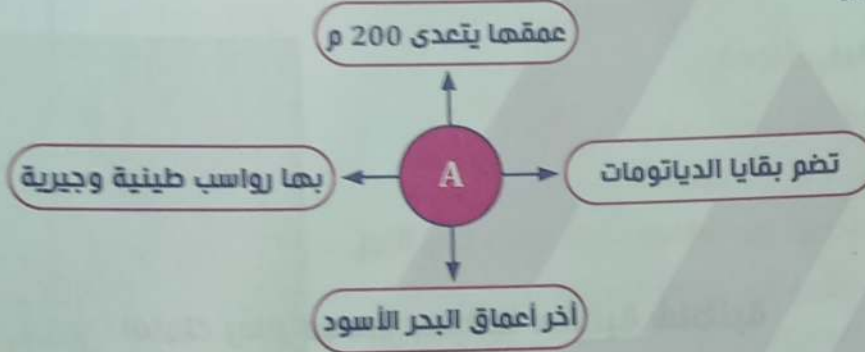 عمقها يتعدى 200 م
تضم بقايا الدياتومات
A
بها رواسب طينية وجيرية
أخر أعماق البحر الأسود